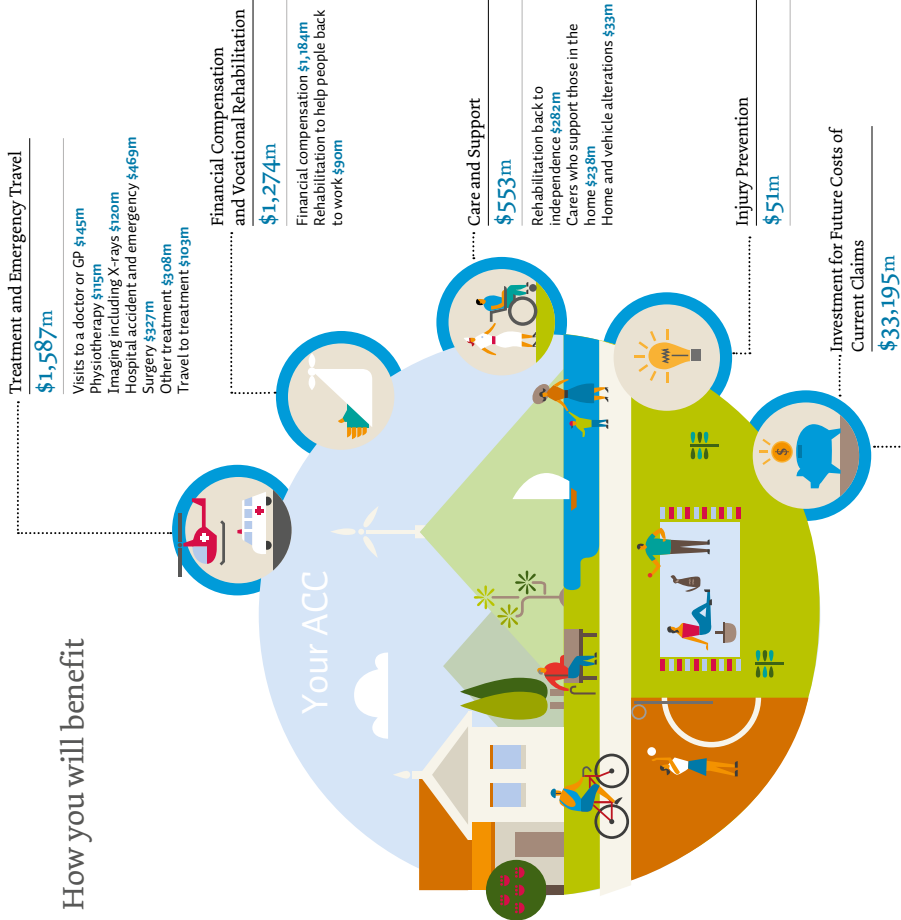 How you will benefit
Your ACC
Treatment and Emergency Travel
$1,587m
Visits to a doctor or GP $145m
Physiotherapy $115m
Imaging including X-rays $120m
Hospital accident and emergency $469m
Surgery $327m
Other treatment $308m
Travel to treatment $103m
Financial Compensation
and Vocational Rehabilitation
$1,274m
Financial compensation $1,184m
Rehabilitation to help people back
to work $90m
Care and Support
$553m
Rehabilitation back to
independence $282m
Carers who support those in the
home $238m
Home and vehicle alterations $33m
Injury Prevention
$51m
Investment for Future Costs of
Current Claims
$33,195m
$